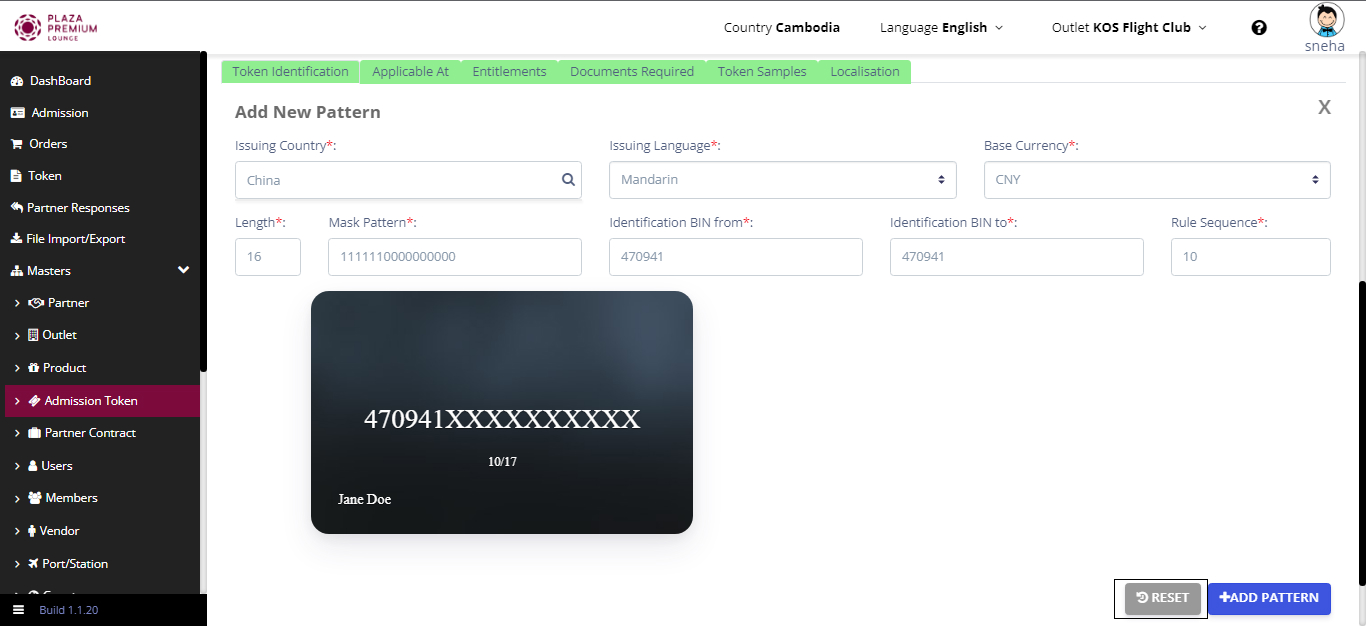 PLAZA
PREMIUM
LOUNGE
Country Cambodia
Language English
Outlet KOS Flight Club
sneha
DashBoard
Admission
Orders
Token
Partner Responses
File Import/Export
Masters
Partner
Outlet
Product
Admission Token
Partner Contract
Users
Members
Vendor
Port/Station
Build 1.1.20
Token Identification
Applicable At
Entitlements
Documents Required
Token Samples
Localisation
Add New Pattern
X
Issuing Country*:
Issuing Language*:
Base Currency*:
China
Mandarin
CNY
Length*:
Mask Pattern*:
Identification BIN from*:
Identification BIN to*:
Rule Sequence*:
16
1111110000000000
470941
470941
10
470941XXXXXXXXXX
10/17
Jane Doe
RESET
+ADD PATTERN